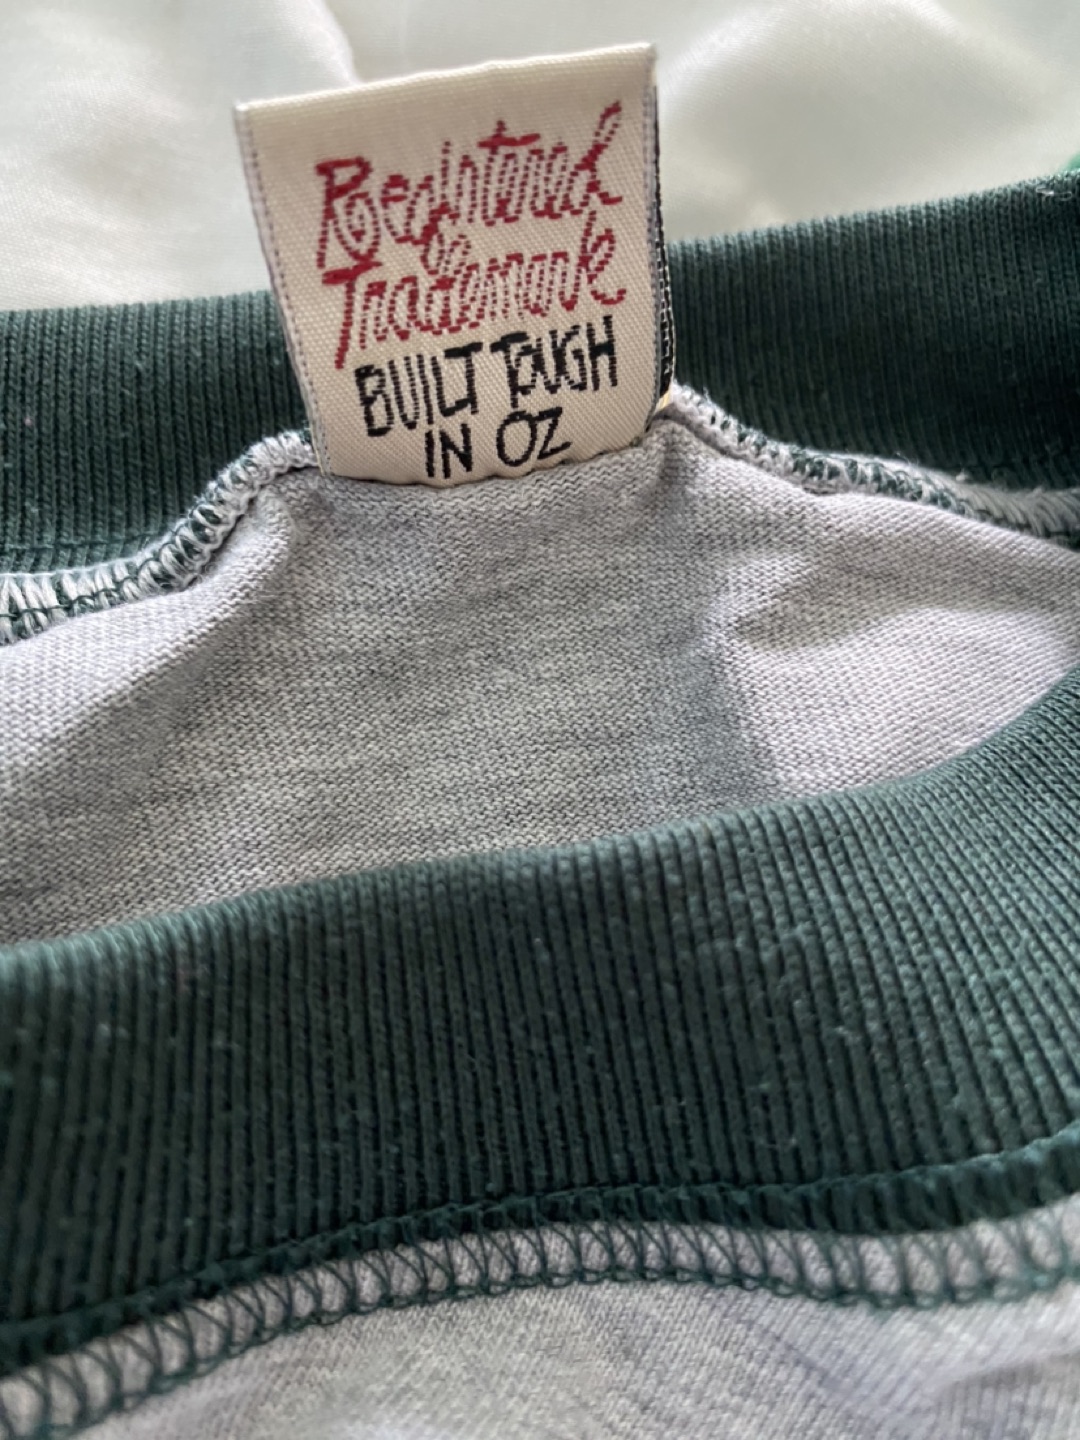 Registered
Trademark
BUILT TOUGH
IN OZ